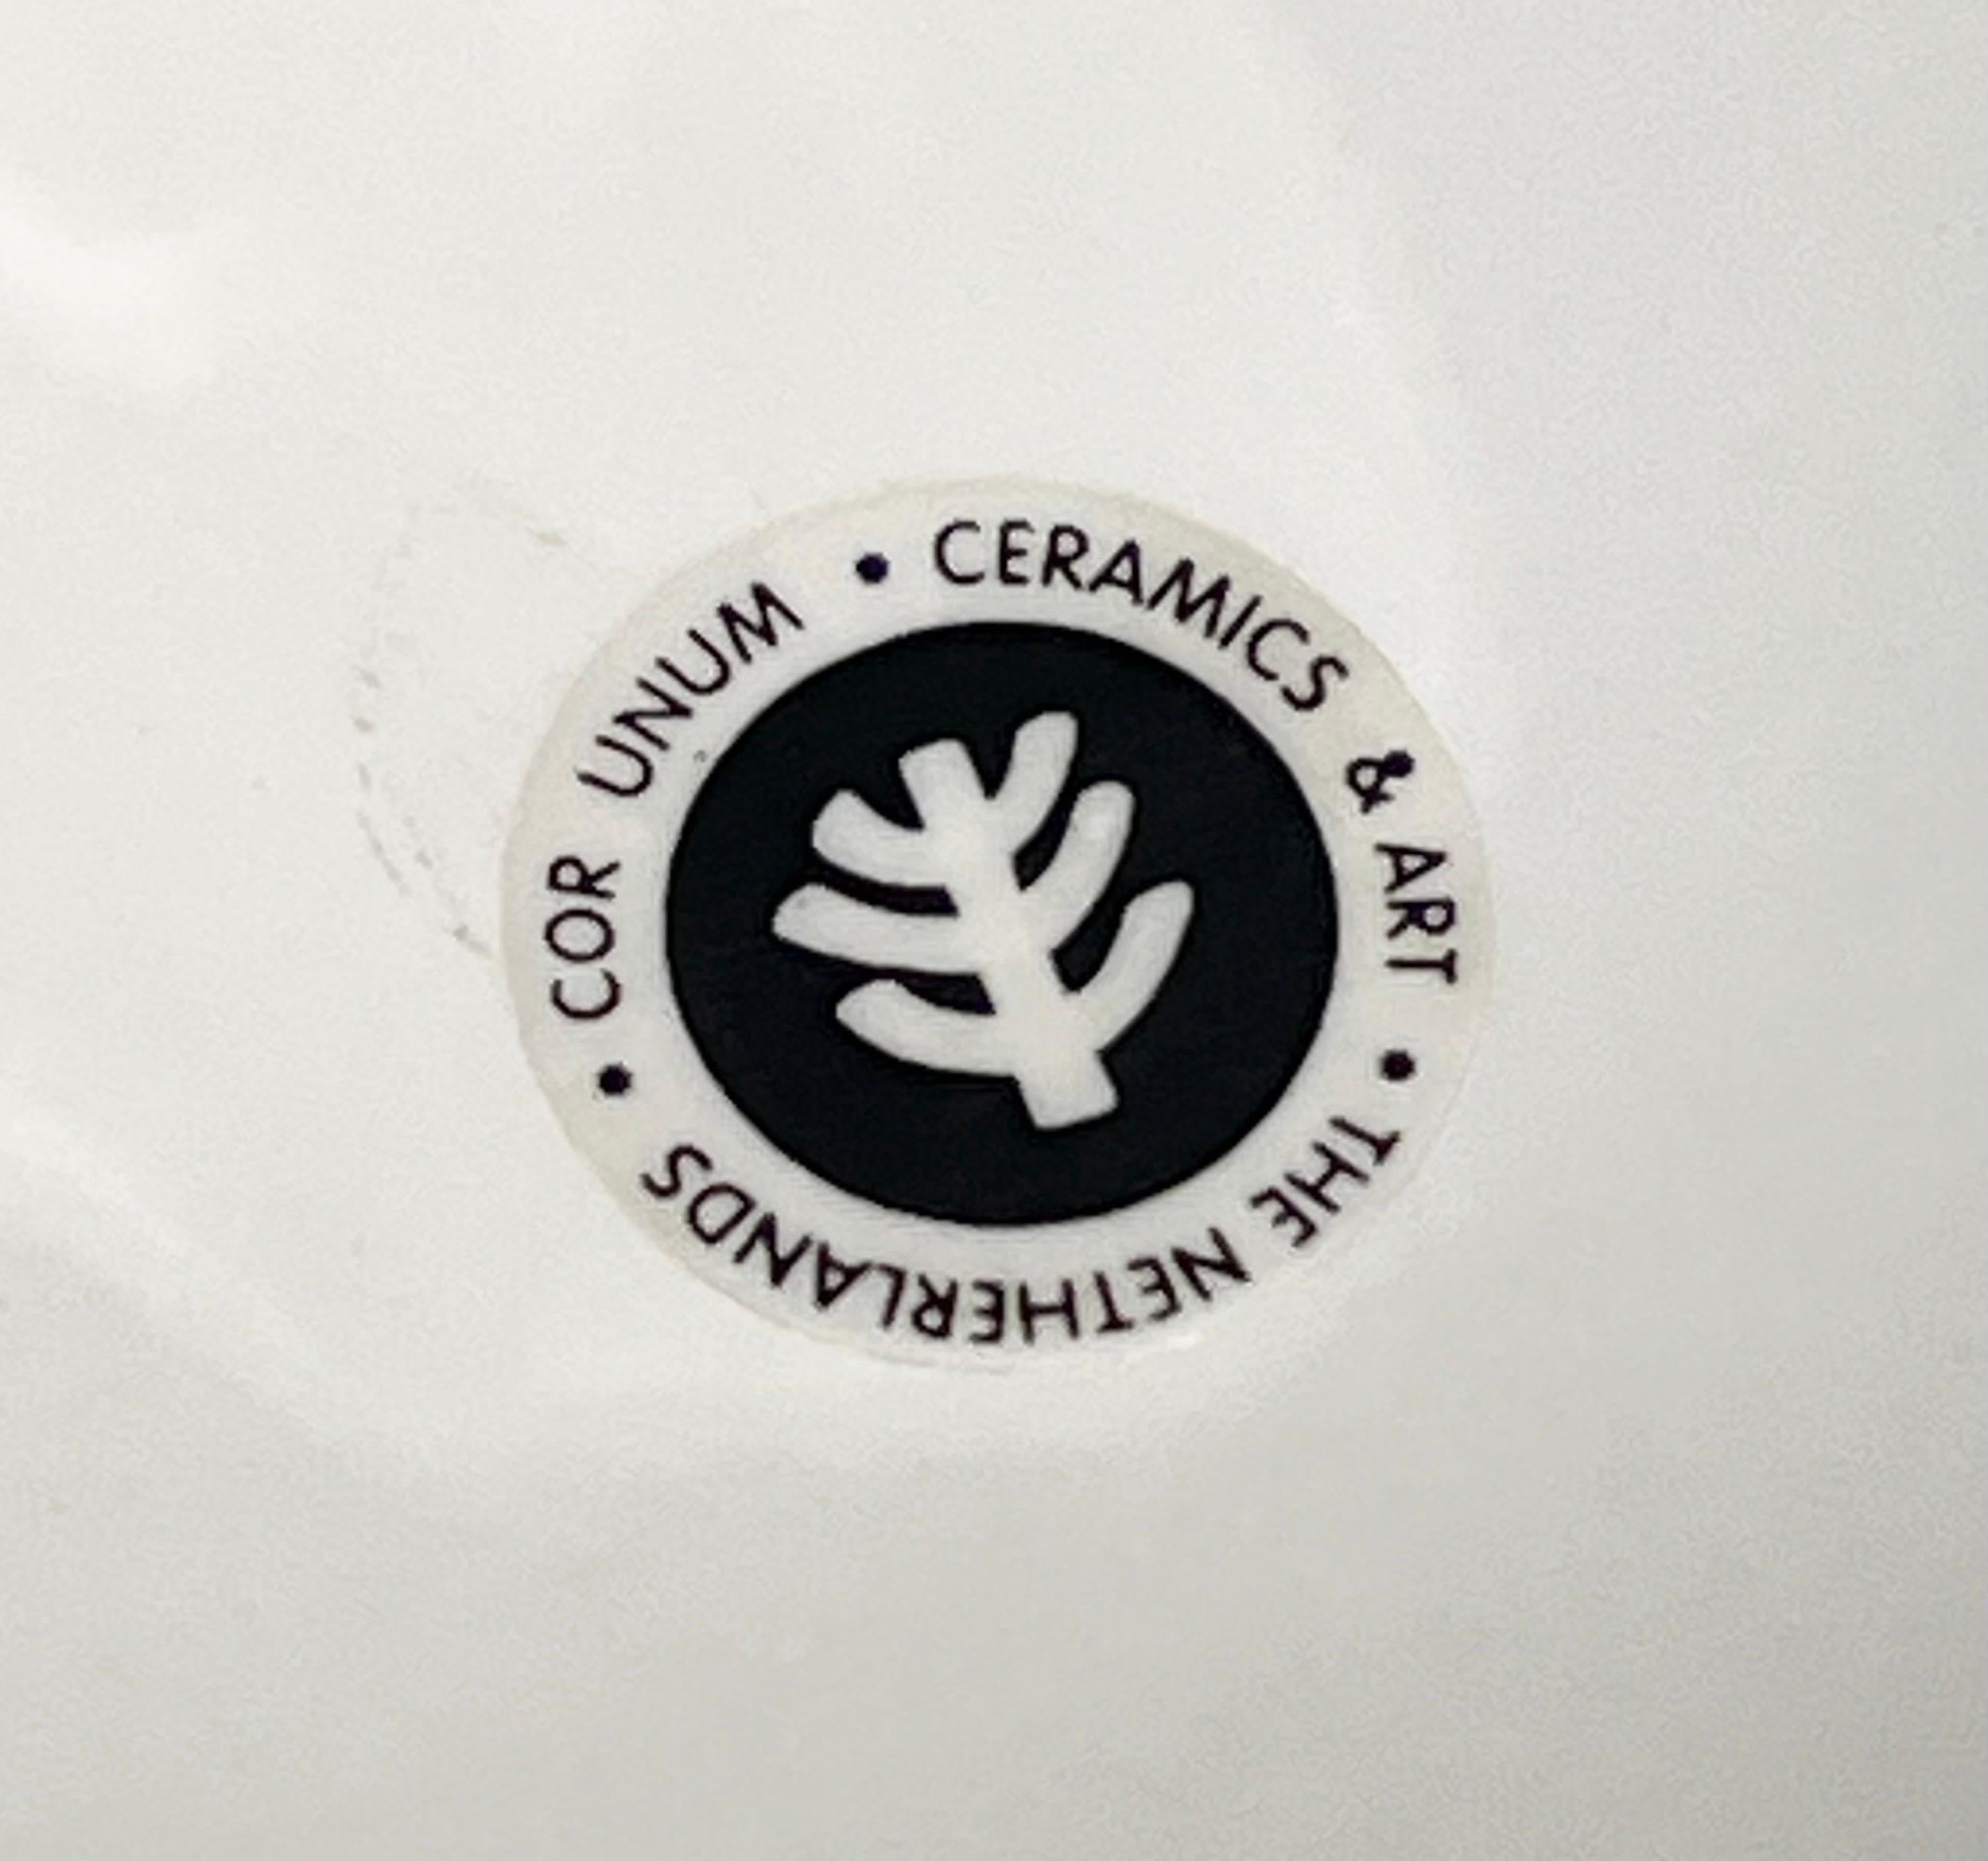 COR UNUM • CERAMICS & ART • THE NETHERLANDS •